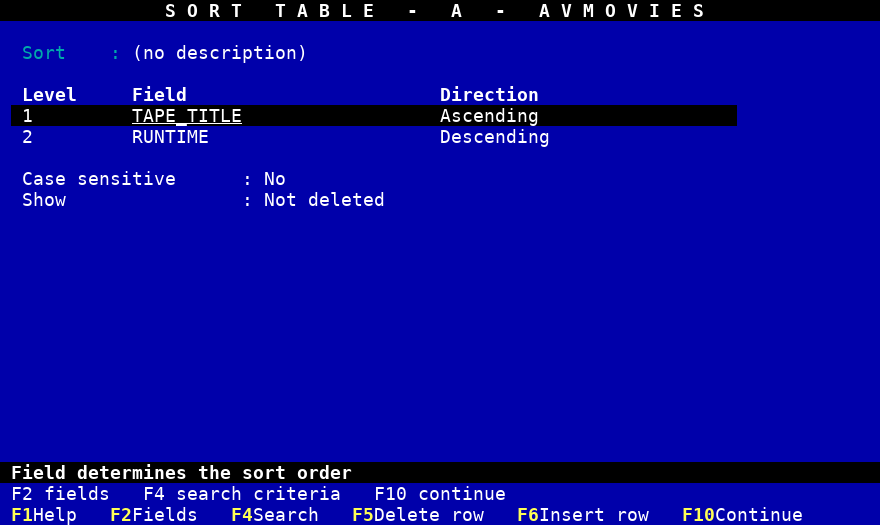 S O R T   T A B L E   -   A   -   A V M O V I E S
Sort    : (no description)
Level     Field                       Direction
1         TAPE_TITLE                  Ascending
2         RUNTIME                     Descending
Case sensitive      : No
Show                : Not deleted
Field determines the sort order
F2 fields   F4 search criteria   F10 continue
F1Help   F2Fields   F4Search   F5Delete row   F6Insert row   F10Continue